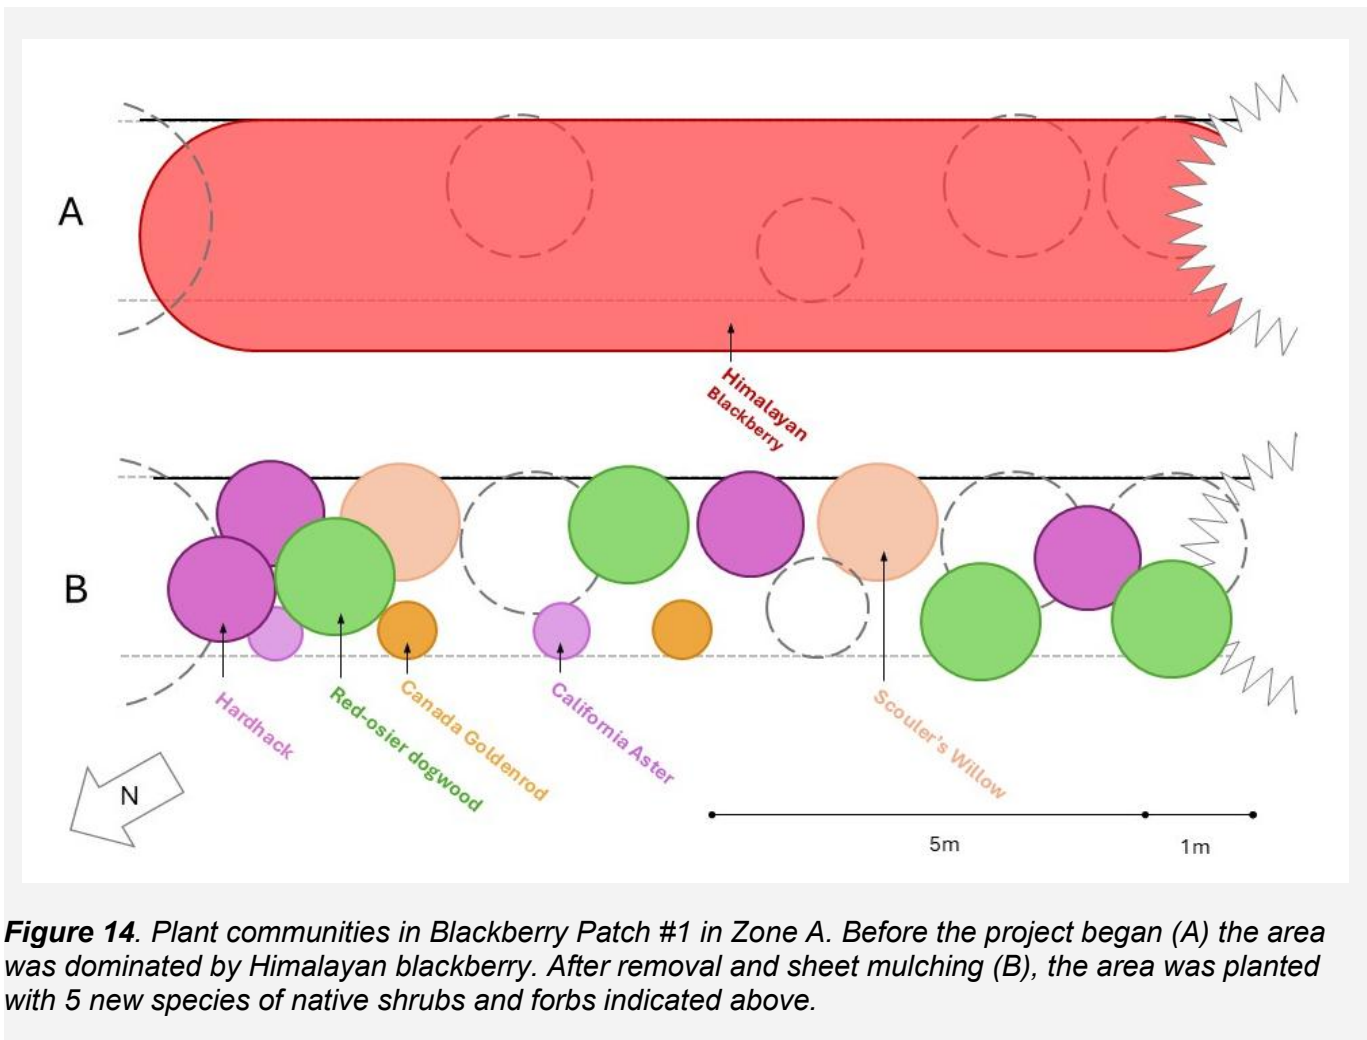 A
Himalayan
Blackberry
B
Hardhack
Red-osier dogwood
Canada Goldenrod
California Aster
Scouler's Willow
N
5m
1m
Figure 14. Plant communities in Blackberry Patch #1 in Zone A. Before the project began (A) the area
was dominated by Himalayan blackberry. After removal and sheet mulching (B), the area was planted
with 5 new species of native shrubs and forbs indicated above.